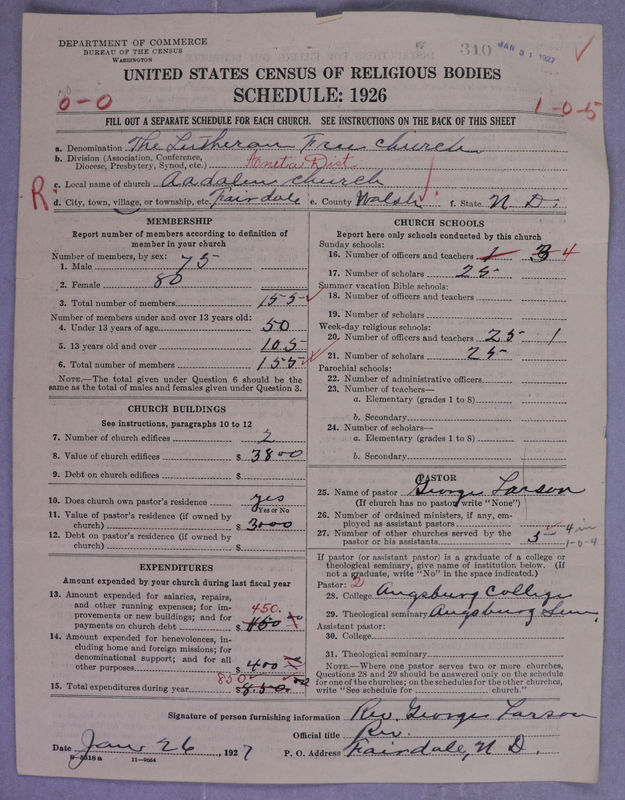 DEPARTMENT OF COMMERCE
BUREAU OF THE CENSUS
WASHINGTON
310 JAN 31 1927
UNITED STATES CENSUS OF RELIGIOUS BODIES
SCHEDULE: 1926
0-0
1-0-5
FILL OUT A SEPARATE SCHEDULE FOR EACH CHURCH. SEE INSTRUCTIONS ON THE BACK OF THIS SHEET
a. Denomination The Lutheran Free Church
b. Division (Association, Conference,
Diocese, Presbytery, Synod, etc.) Aneta Dist
c. Local name of church Aadalen church
R
d. City, town, village, or township, etc. Fairdale e. County Walsh f. State N. D.
MEMBERSHIP
Report number of members according to definition of
member in your church
Number of members, by sex:
1. Male 75
2. Female 80
3. Total number of members 155
Number of members under and over 13 years old:
4. Under 13 years of age 50
5. 13 years old and over 105
6. Total number of members 155
NOTE.—The total given under Question 6 should be the
same as the total of males and females given under Question 3.
CHURCH BUILDINGS
See instructions, paragraphs 10 to 12
7. Number of church edifices 2
8. Value of church edifices $ 3800
9. Debt on church edifices $
10. Does church own pastor's residence yes
Yes or No
11. Value of pastor's residence (if owned by
church) $ 3000
12. Debt on pastor's residence (if owned by
church) $
EXPENDITURES
Amount expended by your church during last fiscal year
13. Amount expended for salaries, repairs,
and other running expenses; for im-
provements or new buildings; and for
payments on church debt $ 450 450.
14. Amount expended for benevolences, in-
cluding home and foreign missions; for
denominational support; and for all
other purposes $ 400
850
15. Total expenditures during year $ 8.50.
CHURCH SCHOOLS
Report here only schools conducted by this church
Sunday schools:
16. Number of officers and teachers 1 3 4
17. Number of scholars 25
Summer vacation Bible schools:
18. Number of officers and teachers
19. Number of scholars
Week-day religious schools:
20. Number of officers and teachers 25 1
21. Number of scholars 25
Parochial schools:
22. Number of administrative officers
23. Number of teachers—
a. Elementary (grades 1 to 8)
b. Secondary
24. Number of scholars—
a. Elementary (grades 1 to 8)
b. Secondary
PASTOR
25. Name of pastor George Larson
(If church has no pastor write "None")
26. Number of ordained ministers, if any, em-
ployed as assistant pastors
27. Number of other churches served by the
pastor or his assistants 5 4 in
1-0-4
If pastor (or assistant pastor) is a graduate of a college or
theological seminary, give name of institution below. (If
not a graduate, write "No" in the space indicated.)
Pastor: D
28. College Augsburg College
29. Theological seminary Augsburg Sem.
Assistant pastor:
30. College
31. Theological seminary
NOTE.—Where one pastor serves two or more churches,
Questions 28 and 29 should be answered only on the schedule
for one of the churches; on the schedules for the other churches,
write "See schedule for church."
Signature of person furnishing information Rev. George Larson
Official title Rev.
Date Jan 26, 1927 P. O. Address Fairdale, N. D.
11-9054